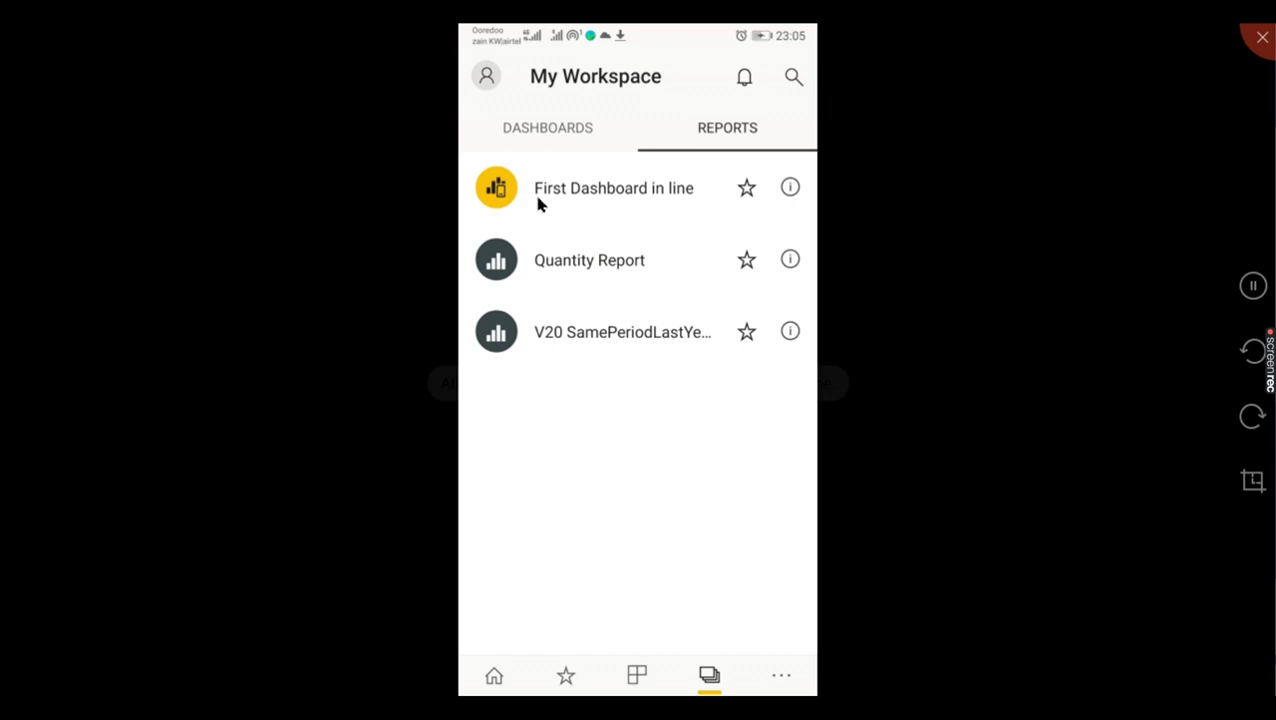 Ooredoo
zain KW|airtel
23:05
My Workspace
DASHBOARDS
REPORTS
First Dashboard in line
Quantity Report
V20 SamePeriodLastYe...
screenrec